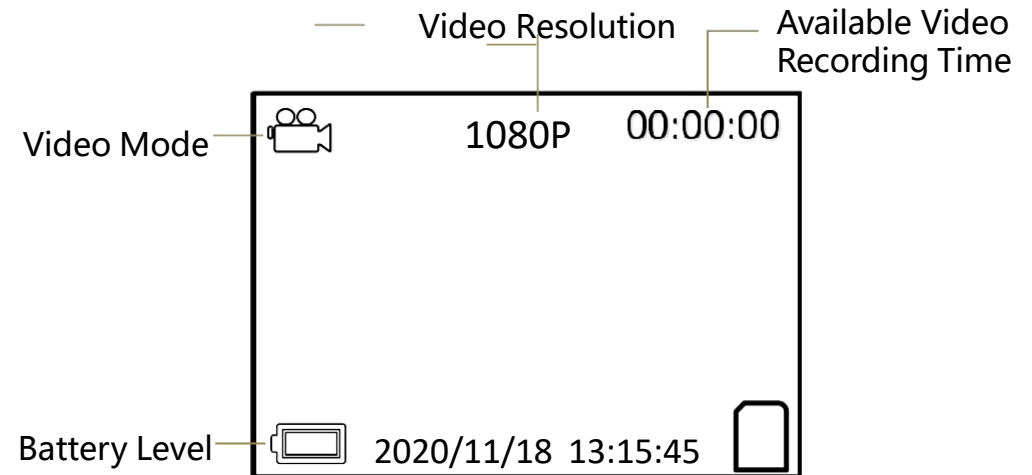 Video Resolution
Available Video
Recording Time
1080P
00:00:00
Video Mode
Battery Level
2020/11/18 13:15:45